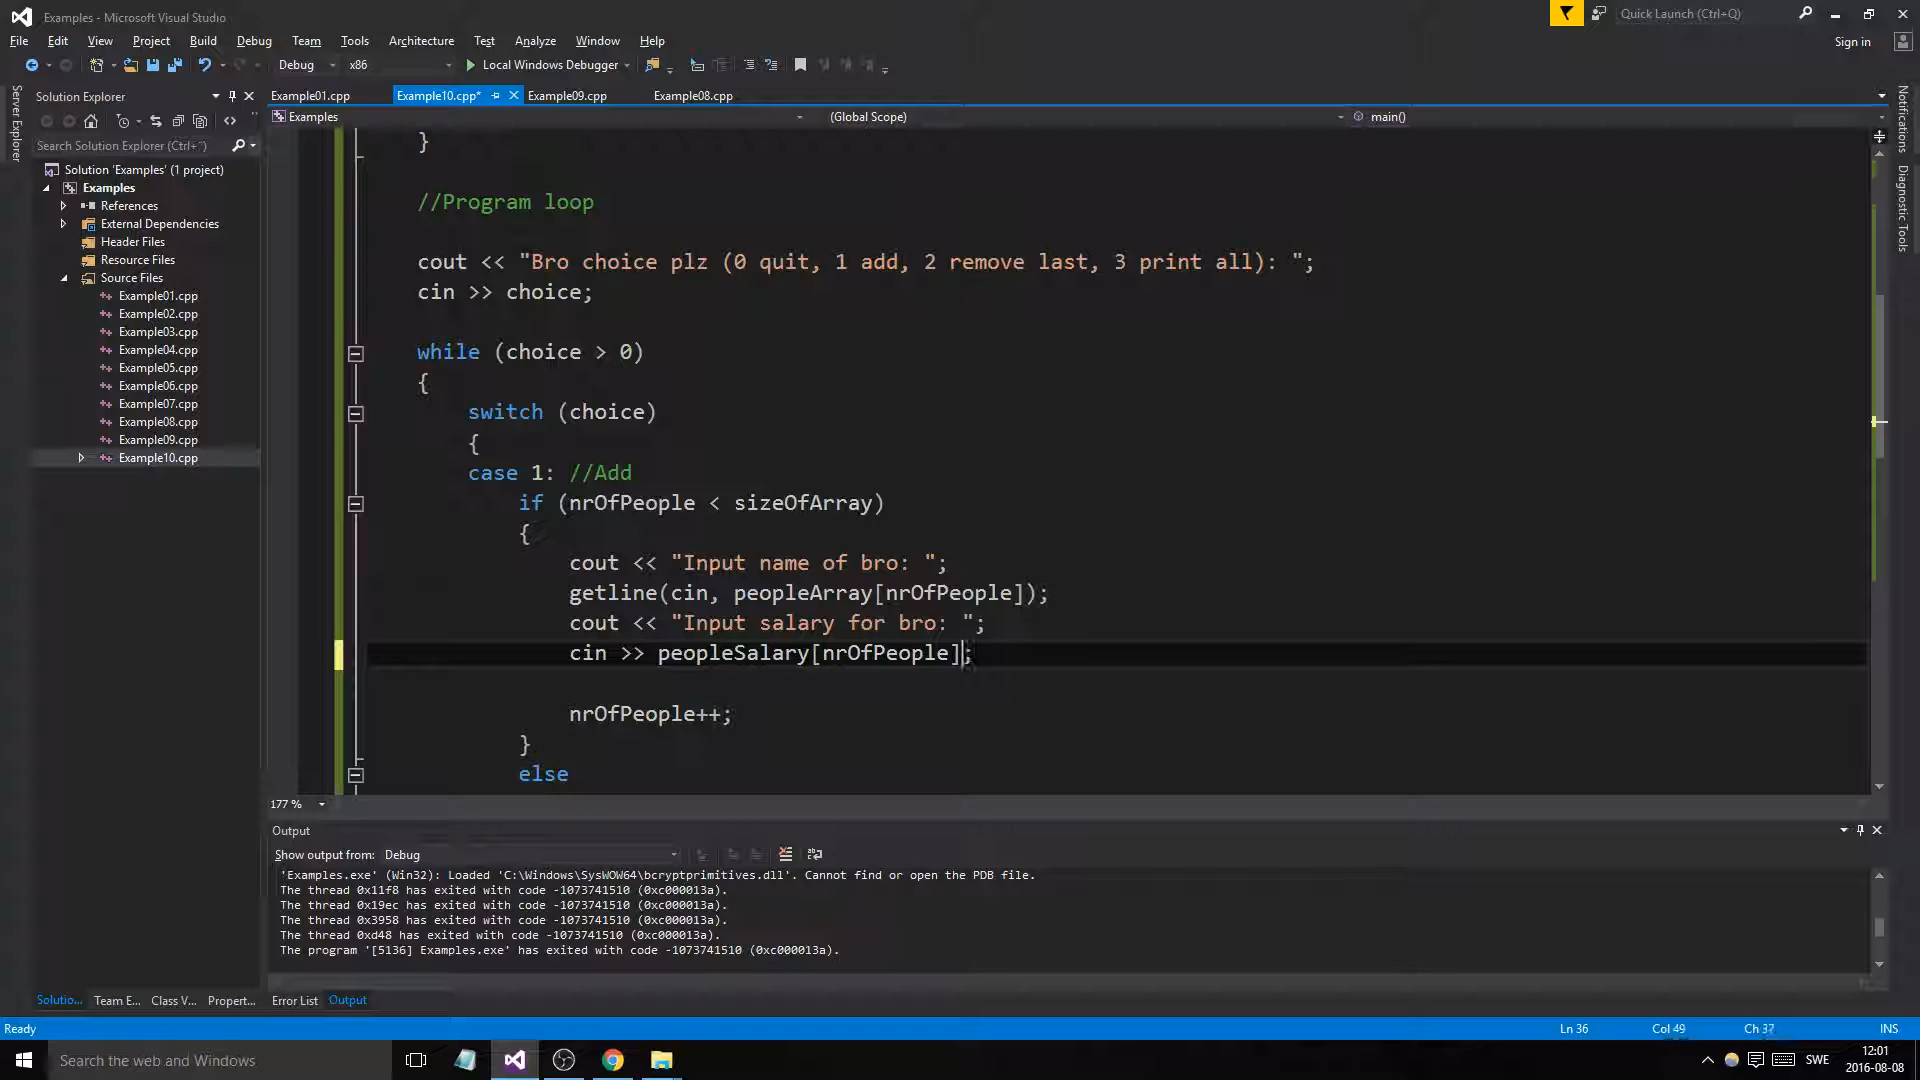 Examples - Microsoft Visual Studio
Quick Launch (Ctrl+Q)
File Edit View Project Build Debug Team Tools Architecture Test Analyze Window Help
Sign in
Debug x86 Local Windows Debugger
Server Explorer
Solution Explorer
Search Solution Explorer (Ctrl+¨)
Solution 'Examples' (1 project)
Examples
References
External Dependencies
Header Files
Resource Files
Source Files
Example01.cpp
Example02.cpp
Example03.cpp
Example04.cpp
Example05.cpp
Example06.cpp
Example07.cpp
Example08.cpp
Example09.cpp
Example10.cpp
Example01.cpp Example10.cpp* Example09.cpp Example08.cpp
Examples (Global Scope) main()
}
//Program loop
cout << "Bro choice plz (0 quit, 1 add, 2 remove last, 3 print all): ";
cin >> choice;
while (choice > 0)
{
switch (choice)
{
case 1: //Add
if (nrOfPeople < sizeOfArray)
{
cout << "Input name of bro: ";
getline(cin, peopleArray[nrOfPeople]);
cout << "Input salary for bro: ";
cin >> peopleSalary[nrOfPeople];
nrOfPeople++;
}
else
177 %
Notifications
Diagnostic Tools
Output
Show output from: Debug
'Examples.exe' (Win32): Loaded 'C:\Windows\SysWOW64\bcryptprimitives.dll'. Cannot find or open the PDB file.
The thread 0x11f8 has exited with code -1073741510 (0xc000013a).
The thread 0x19ec has exited with code -1073741510 (0xc000013a).
The thread 0x3958 has exited with code -1073741510 (0xc000013a).
The thread 0xd48 has exited with code -1073741510 (0xc000013a).
The program '[5136] Examples.exe' has exited with code -1073741510 (0xc000013a).
Solutio... Team E... Class V... Propert... Error List Output
Ready Ln 36 Col 49 Ch 37 INS
Search the web and Windows
SWE
12:01
2016-08-08